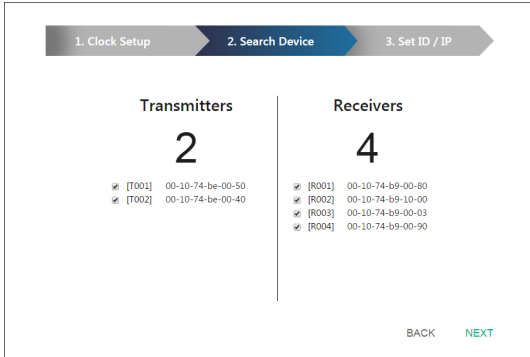 1. Clock Setup
2. Search Device
3. Set ID / IP
Transmitters
2
[T001] 00-10-74-be-00-50
[T002] 00-10-74-be-00-40
Receivers
4
[R001] 00-10-74-b9-00-80
[R002] 00-10-74-b9-10-00
[R003] 00-10-74-b9-00-03
[R004] 00-10-74-b9-00-90
BACK
NEXT